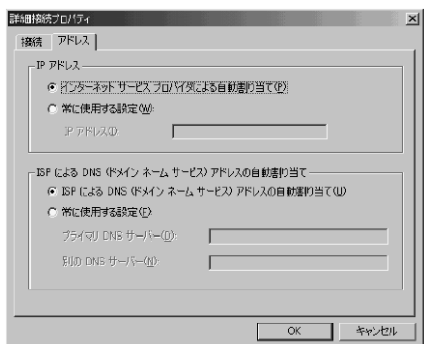 詳細接続プロパティ
接続 アドレス
IP アドレス
インターネット サービス プロバイダによる自動割り当て(P)
常に使用する設定(W):
IP アドレス(I):
ISP による DNS (ドメイン ネーム サービス) アドレスの自動割り当て
ISP による DNS (ドメイン ネーム サービス) アドレスの自動割り当て(U)
常に使用する設定(F)
プライマリ DNS サーバー(D):
別の DNS サーバー(N):
OK キャンセル